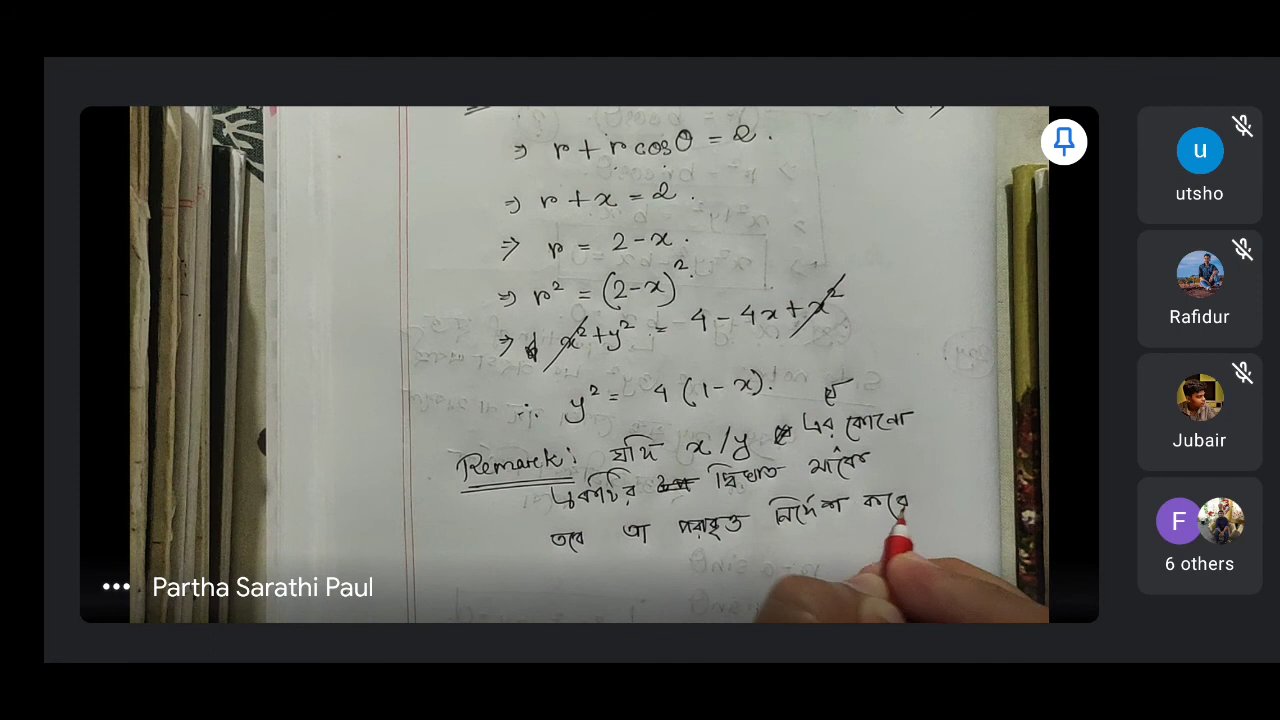 ⇒ r + r cosθ = 2.
⇒ r + x = 2.
⇒ r = 2 - x.
⇒ r² = (2-x)².
⇒ x² + y² = 4 - 4x + x²
∴ y² = 4 (1-x).
Remark: যদি x/y এর যে কোনো
একটির দ্বিঘাত থাকে
তবে তা পরাবৃত্ত নির্দেশ করে
Partha Sarathi Paul
u
utsho
Rafidur
Jubair
F
6 others